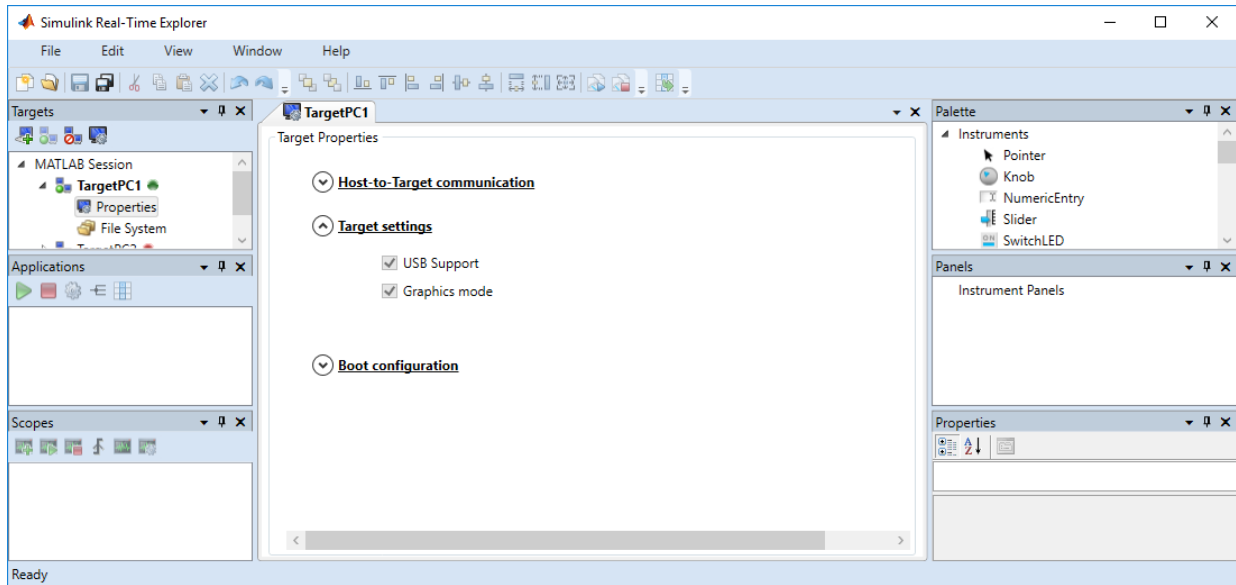 Simulink Real-Time Explorer
File Edit View Window Help
Targets
MATLAB Session
TargetPC1
Properties
File System
Applications
Scopes
TargetPC1
Target Properties
Host-to-Target communication
Target settings
USB Support
Graphics mode
Boot configuration
Palette
Instruments
Pointer
Knob
NumericEntry
Slider
ON
SwitchLED
Panels
Instrument Panels
Properties
A
Z
Ready